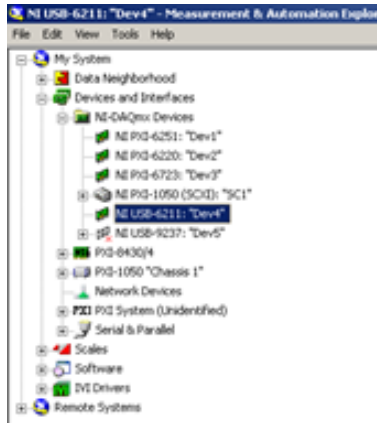 NI USB-6211: "Dev4" - Measurement & Automation Explor
File Edit View Tools Help
My System
Data Neighborhood
Devices and Interfaces
NI-DAQmx Devices
NI PXI-6251: "Dev1"
NI PXI-6220: "Dev2"
NI PXI-6723: "Dev3"
NI PXI-1050 (SCXI): "SC1"
NI USB-6211: "Dev4"
NI USB-9237: "Dev5"
PXI-8430/4
PXI-1050 "Chassis 1"
Network Devices
PXI PXI System (Unidentified)
Serial & Parallel
Scales
Software
IVI Drivers
Remote Systems